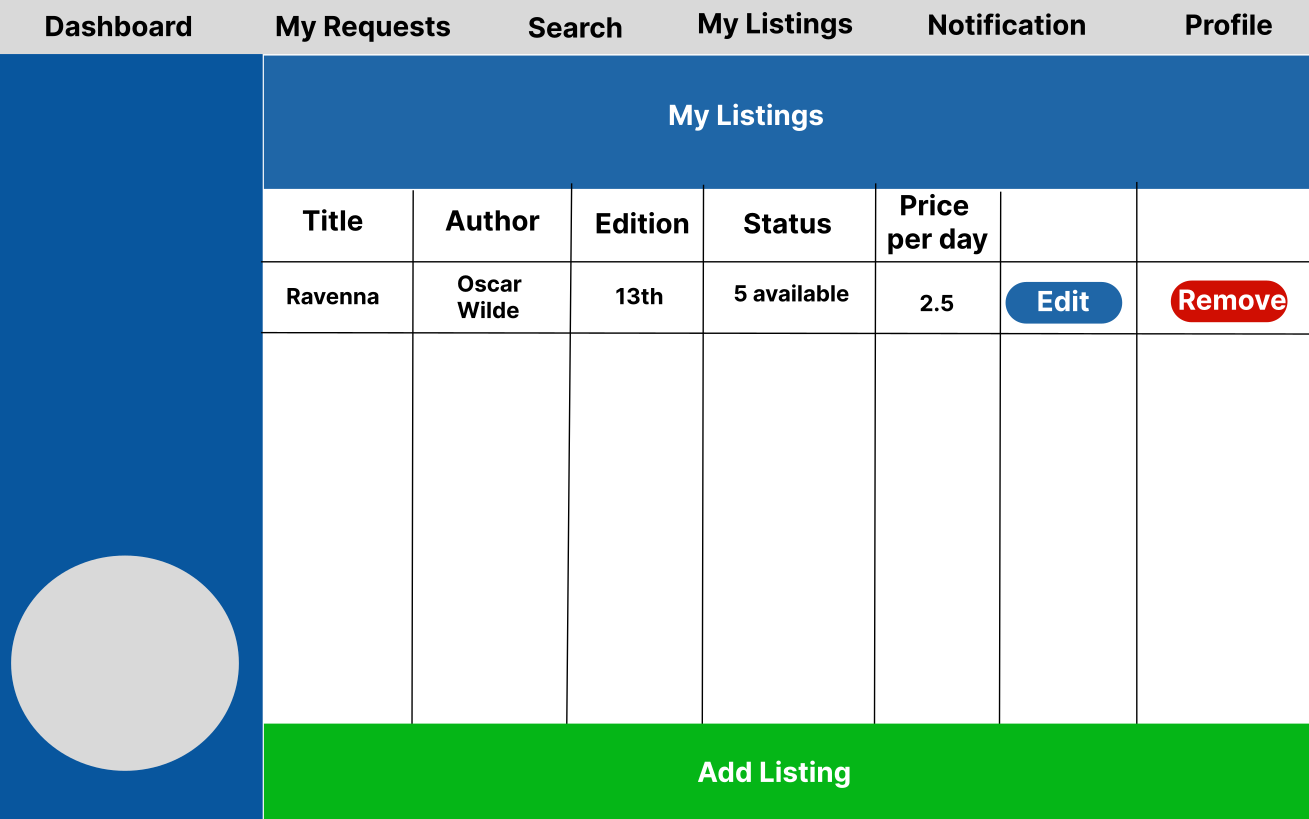 Dashboard My Requests Search My Listings Notification Profile
My Listings
Title Author Edition Status Price per day
Ravenna Oscar Wilde 13th 5 available 2.5 Edit Remove
Add Listing